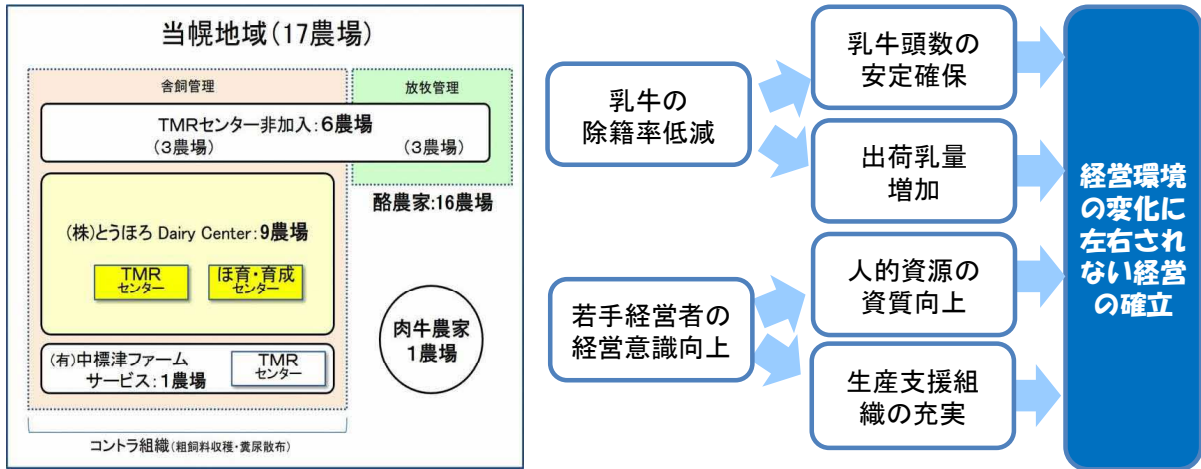 当幌地域（17農場）
舎飼管理
放牧管理
TMRセンター非加入：6農場
（3農場）
（3農場）
酪農家:16農場
(株)とうほろ Dairy Center：9農場
TMR
センター
ほ育・育成
センター
肉牛農家
1農場
(有)中標津ファーム
サービス：1農場
TMR
センター
コントラ組織(粗飼料収穫・糞尿散布)
乳牛の
除籍率低減
乳牛頭数の
安定確保
出荷乳量
増加
若手経営者の
経営意識向上
人的資源の
資質向上
生産支援組
織の充実
経営環境
の変化に
左右され
ない経営
の確立